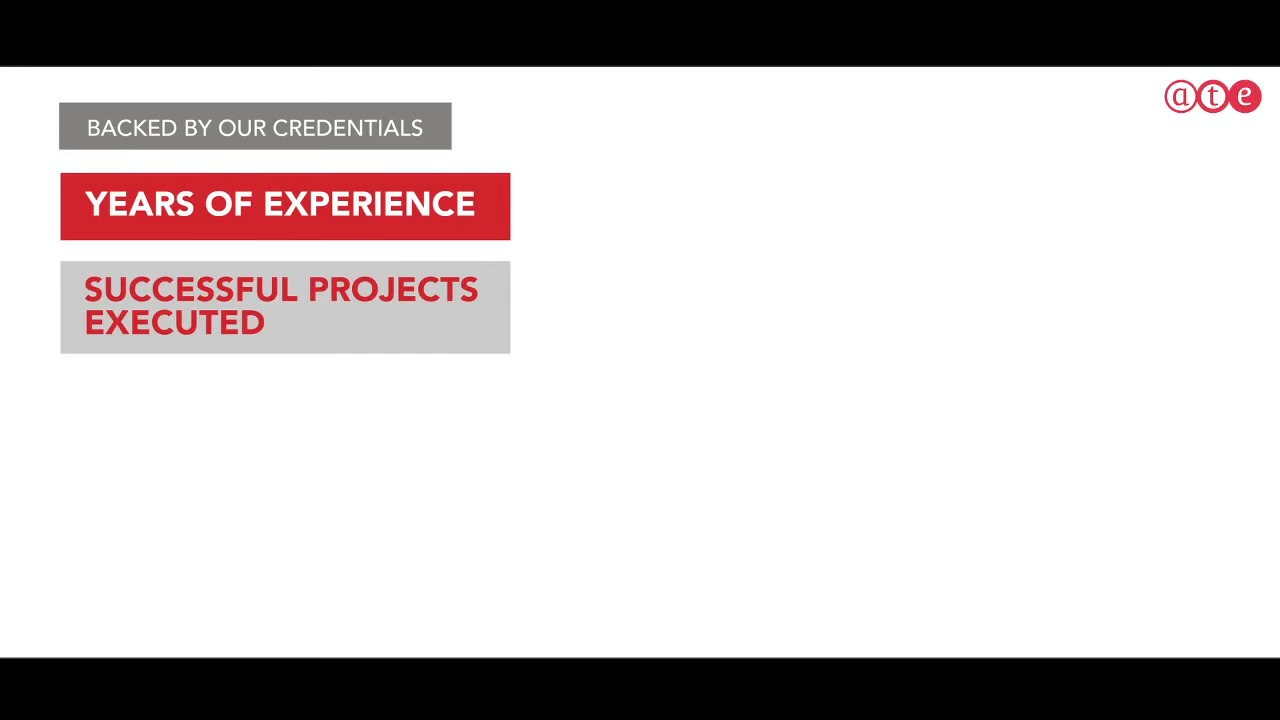 ate
BACKED BY OUR CREDENTIALS
YEARS OF EXPERIENCE
SUCCESSFUL PROJECTS
EXECUTED